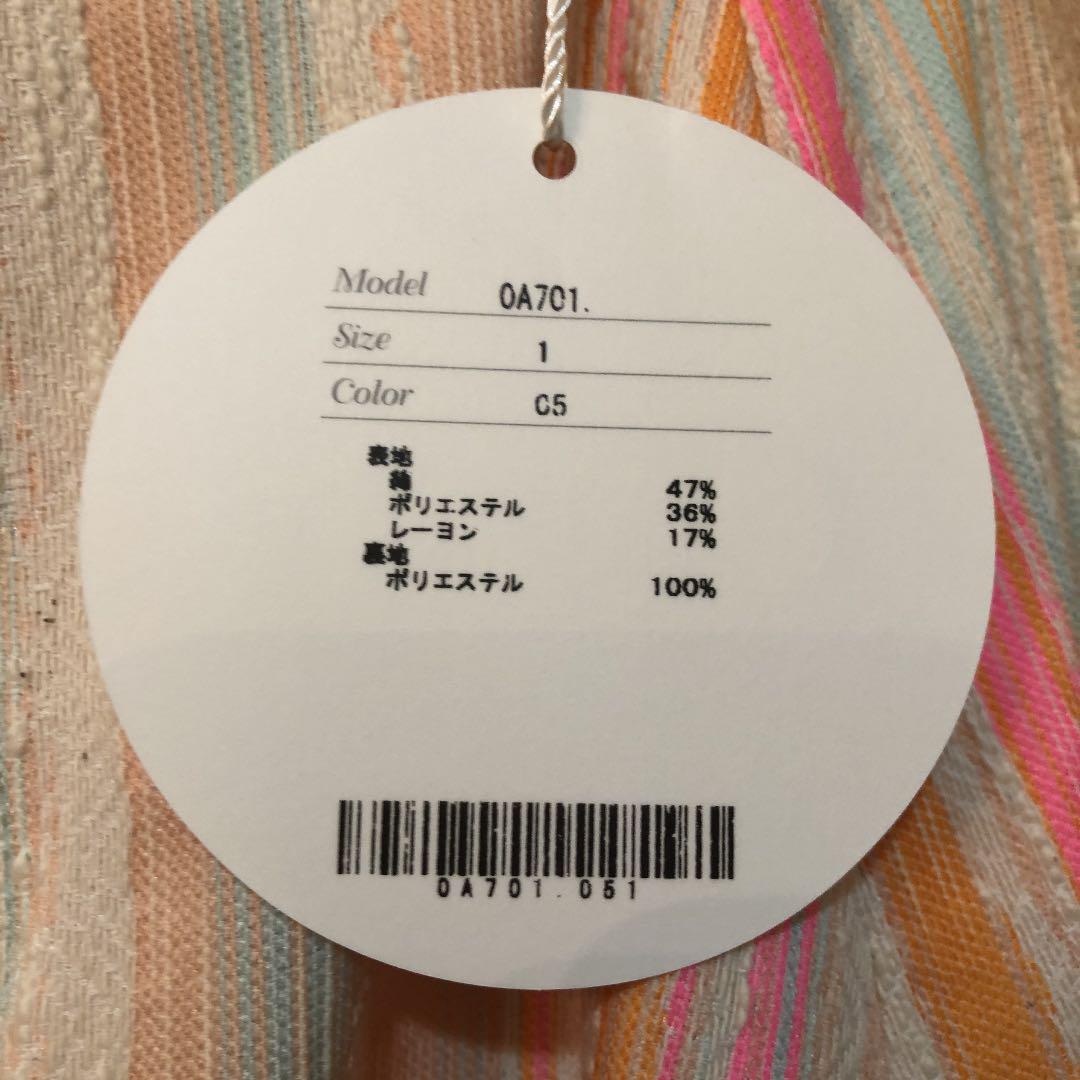 Model 0A701.
Size 1
Color 05
表地
綿 47%
ポリエステル 36%
レーヨン 17%
裏地
ポリエステル 100%
0A701.051